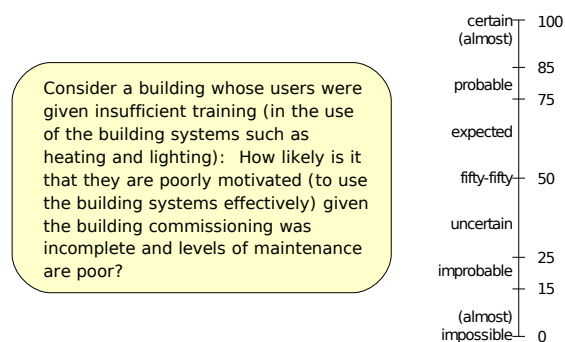 Consider a building whose users were
given insufficient training (in the use
of the building systems such as
heating and lighting): How likely is it
that they are poorly motivated (to use
the building systems effectively) given
the building commissioning was
incomplete and levels of maintenance
are poor?
certain 100
(almost)
85
probable
75
expected
fifty-fifty 50
uncertain
25
improbable
15
(almost)
impossible 0